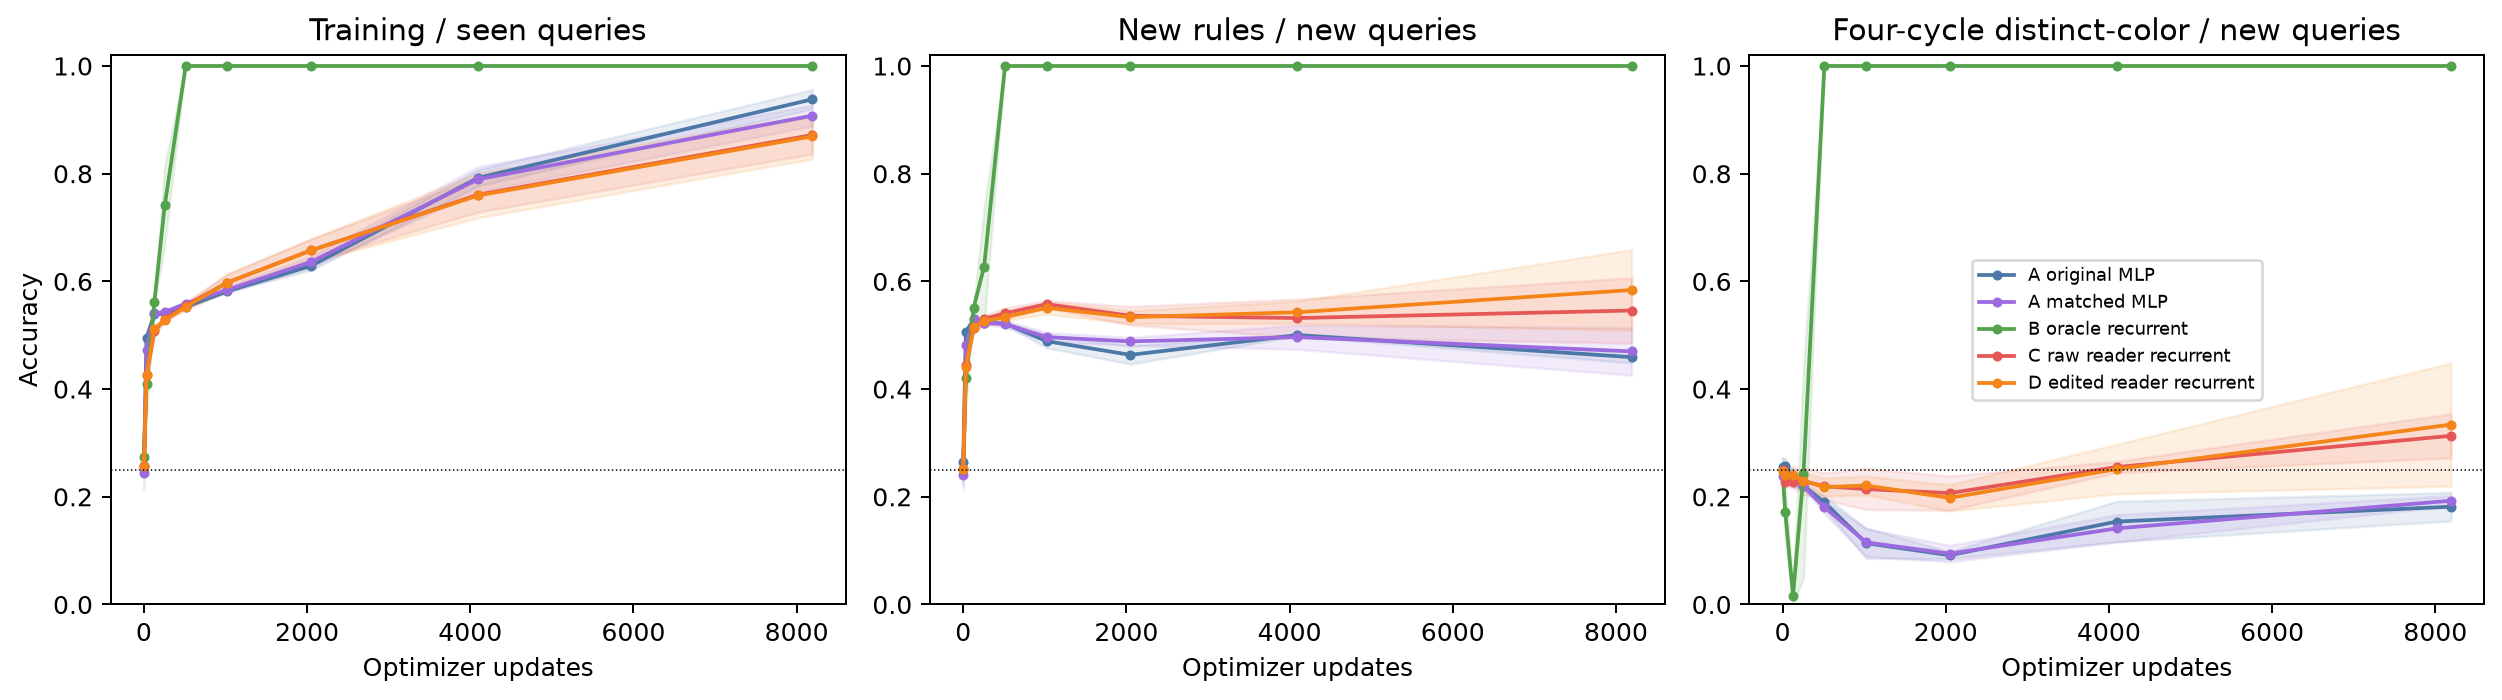 Training / seen queries
New rules / new queries
Four-cycle distinct-color / new queries
Accuracy
1.0
0.8
0.6
0.4
0.2
0.0
0
2000
4000
6000
8000
Optimizer updates
1.0
0.8
0.6
0.4
0.2
0.0
0
2000
4000
6000
8000
Optimizer updates
1.0
0.8
0.6
0.4
0.2
0.0
A original MLP
A matched MLP
B oracle recurrent
C raw reader recurrent
D edited reader recurrent
0
2000
4000
6000
8000
Optimizer updates